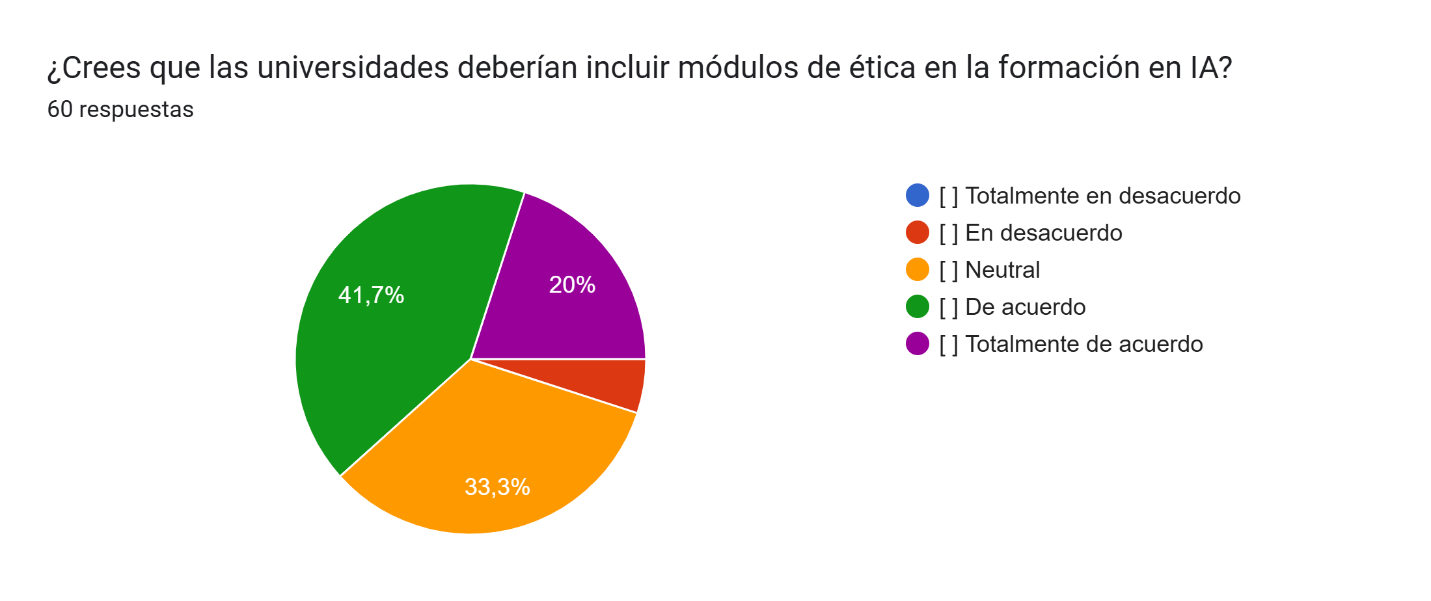 ¿Crees que las universidades deberían incluir módulos de ética en la formación en IA?
60 respuestas
[ ] Totalmente en desacuerdo
[ ] En desacuerdo
[ ] Neutral
[ ] De acuerdo
[ ] Totalmente de acuerdo
20%
41,7%
33,3%